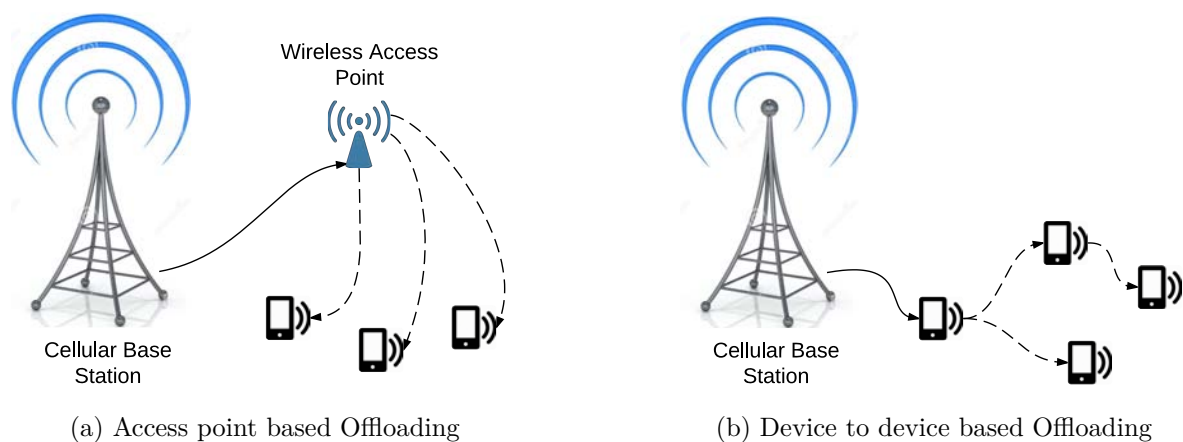 Wireless Access
Point
Cellular Base
Station
(a) Access point based Offloading
Cellular Base
Station
(b) Device to device based Offloading